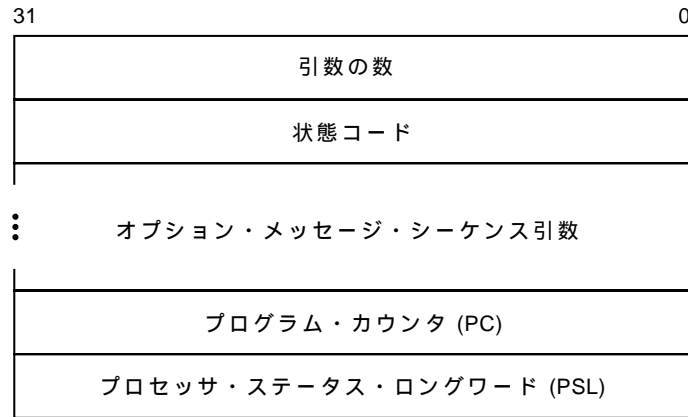 31 0
引数の数
状態コード
オプション・メッセージ・シーケンス引数
プログラム・カウンタ (PC)
プロセッサ・ステータス・ロングワード (PSL)